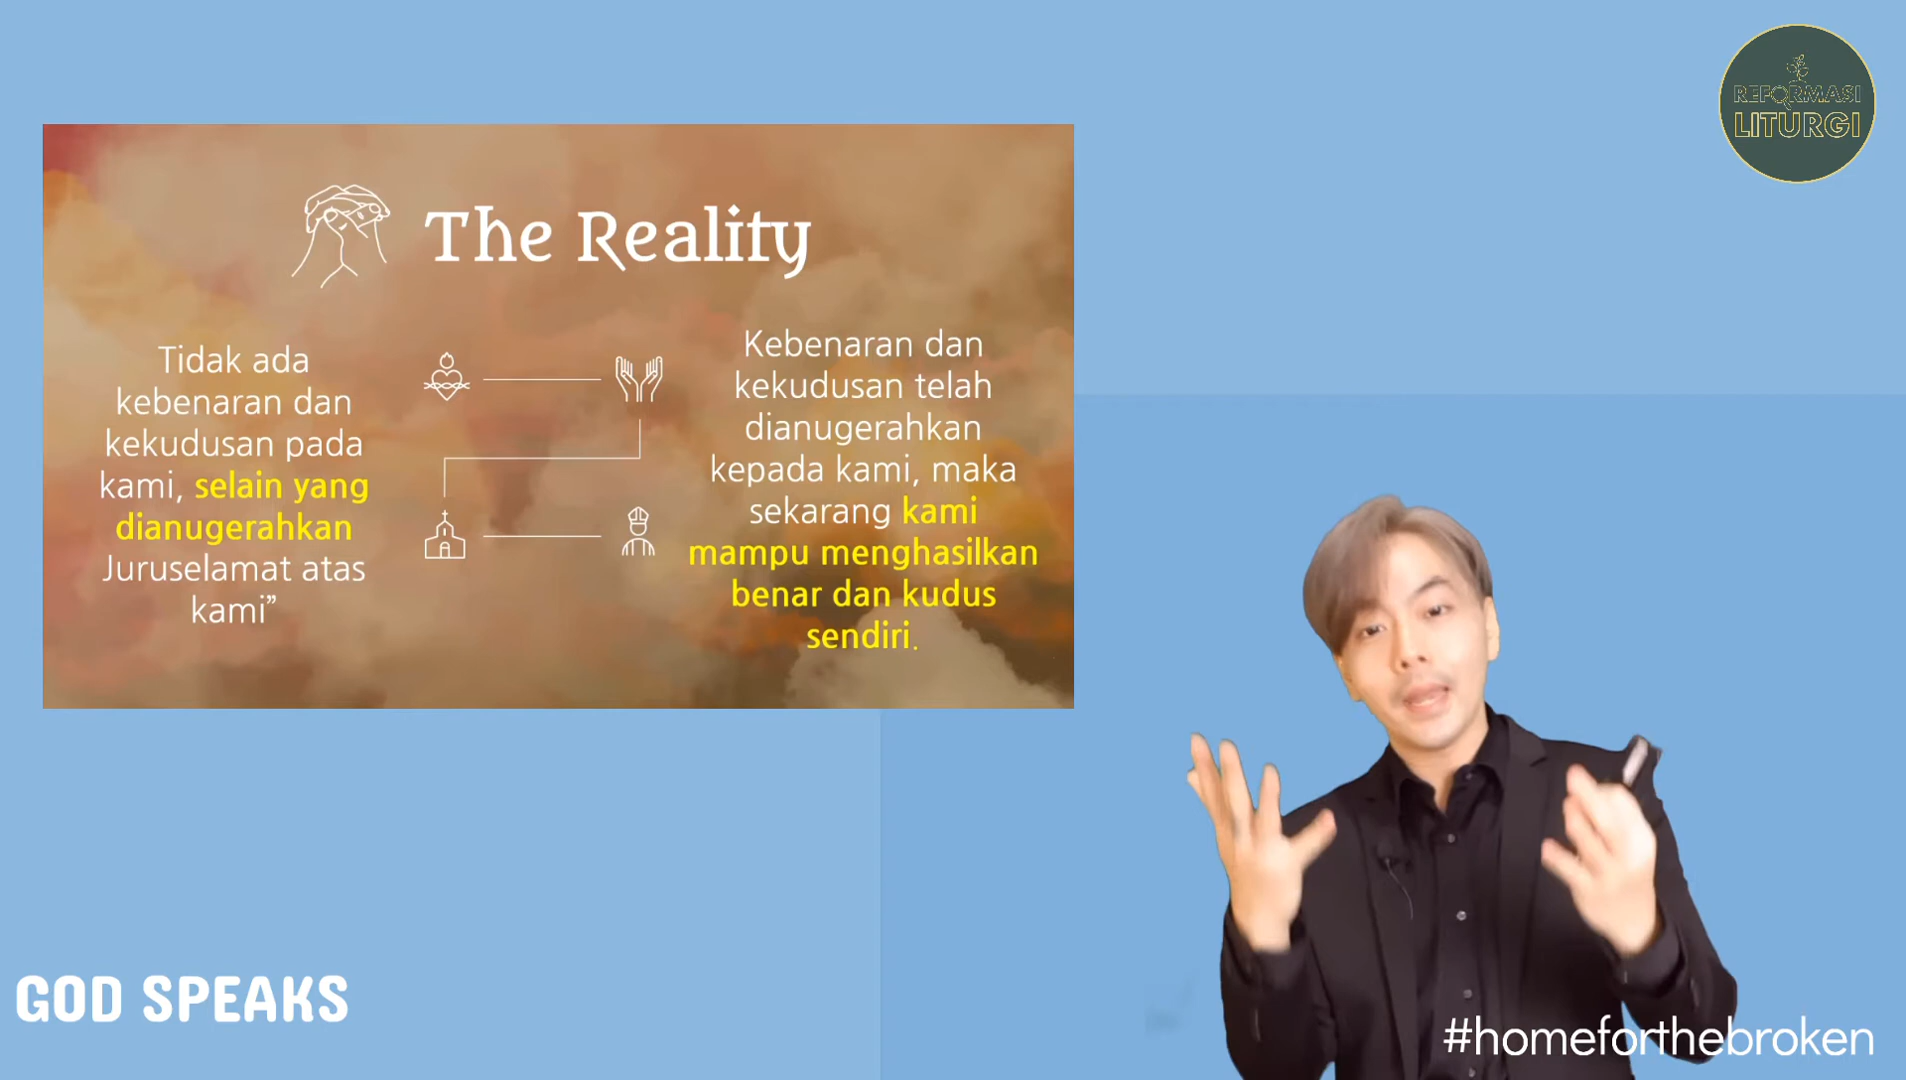 REFORMASI
LITURGI
The Reality
Tidak ada
kebenaran dan
kekudusan pada
kami, selain yang
dianugerahkan
Juruselamat atas
kami”
Kebenaran dan
kekudusan telah
dianugerahkan
kepada kami, maka
sekarang kami
mampu menghasilkan
benar dan kudus
sendiri.
GOD SPEAKS
#homeforthebroken